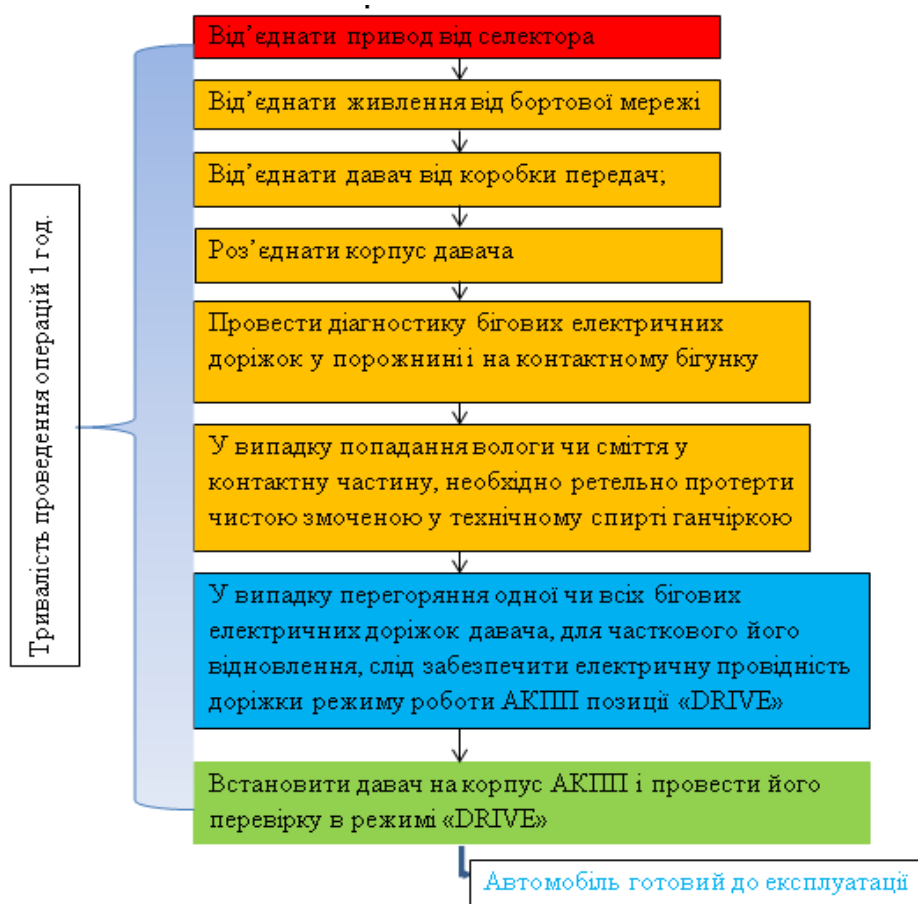 Тривалість проведення операцій 1 год.
Від’єднати привод від селектора
Від’єднати живлення від бортової мережі
Від’єднати давач від коробки передач;
Роз’єднати корпус давача
Провести діагностику бігових електричних
доріжок у порожнині і на контактному бігунку
У випадку попадання вологи чи сміття у
контактну частину, необхідно ретельно протерти
чистою змоченою у технічному спирті ганчіркою
У випадку перегоряння одної чи всіх бігових
електричних доріжок давача, для часткового його
відновлення, слід забезпечити електричну провідність
доріжки режиму роботи АКПП позиції «DRIVE»
Встановити давач на корпус АКПП і провести його
перевірку в режимі «DRIVE»
Автомобіль готовий до експлуатації